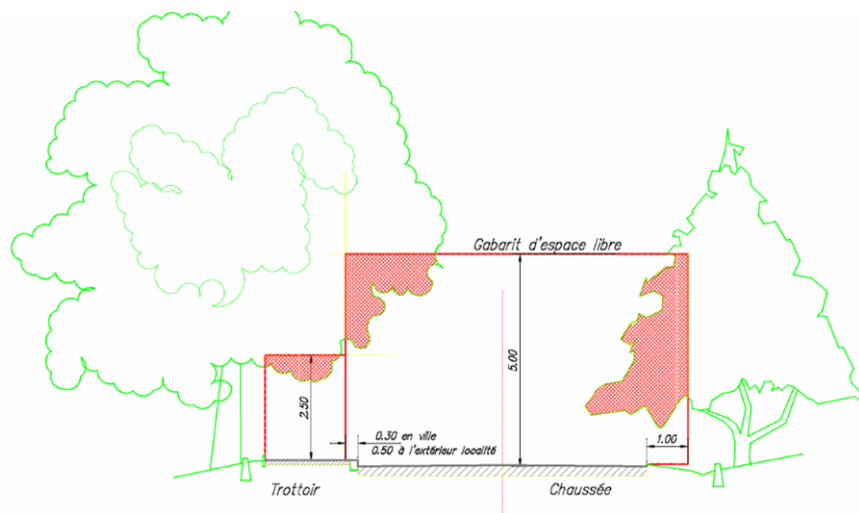 Gabarit d'espace libre
5.00
2.50
0.30 en ville
0.50 à l'extérieur localité
1.00
Trottoir
Chaussée